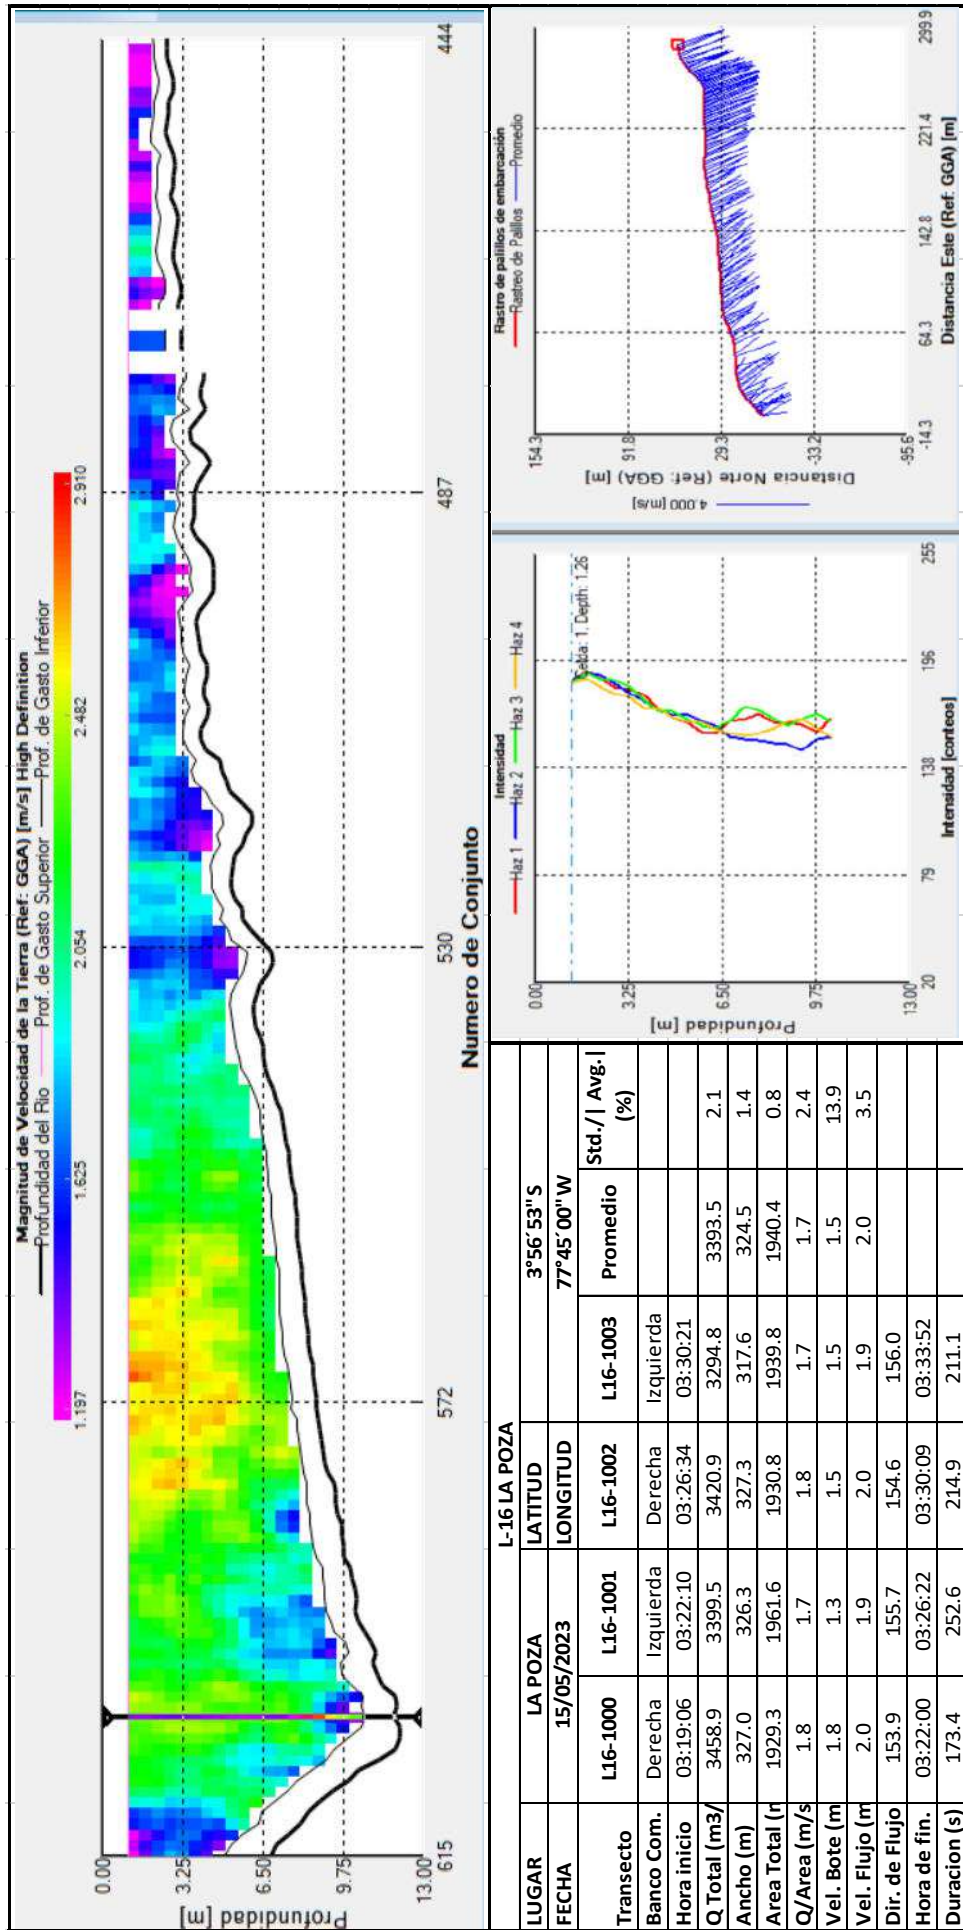 Magnitud de Velocidad de la Tierra (Ref: GGA) [m/s] High Definition
Profundidad del Rio Prof. de Gasto Superior Prof. de Gasto Inferior
1.197 1.625 2.054 2.482 2.910
0.00
3.25
6.50
9.75
13.00
Profundidad [m]
615 572 530 487 444
Numero de Conjunto
L-16 LA POZA
LUGAR LA POZA LATITUD 3°56´53'' S
FECHA 15/05/2023 LONGITUD 77°45´00'' W
Transecto L16-1000 L16-1001 L16-1002 L16-1003 Promedio Std./| Avg.| (%)
Banco Com. Derecha Izquierda Derecha Izquierda
Hora inicio 03:19:06 03:22:10 03:26:34 03:30:21
Q Total (m3/ 3458.9 3399.5 3420.9 3294.8 3393.5 2.1
Ancho (m) 327.0 326.3 327.3 317.6 324.5 1.4
Area Total (r 1929.3 1961.6 1930.8 1939.8 1940.4 0.8
Q/Area (m/s 1.8 1.7 1.8 1.7 1.7 2.4
Vel. Bote (m 1.8 1.3 1.5 1.5 1.5 13.9
Vel. Flujo (m 2.0 1.9 2.0 1.9 2.0 3.5
Dir. de Flujo 153.9 155.7 154.6 156.0
Hora de fin. 03:22:00 03:26:22 03:30:09 03:33:52
Duracion (s) 173.4 252.6 214.9 211.1
Intensidad
Haz 1 Haz 2 Haz 3 Haz 4
Celda: 1. Depth: 1.26
0.00
3.25
6.50
9.75
13.00
Profundidad [m]
20 79 138 196 255
Intensidad [conteos]
Rastro de palillos de embarcación
Rastreo de Palillos Promedio
154.3
91.8
29.3
-33.2
-95.6
Distancia Norte (Ref: GGA) [m]
4.000 [m/s]
-14.3 64.3 142.8 221.4 299.9
Distancia Este (Ref: GGA) [m]